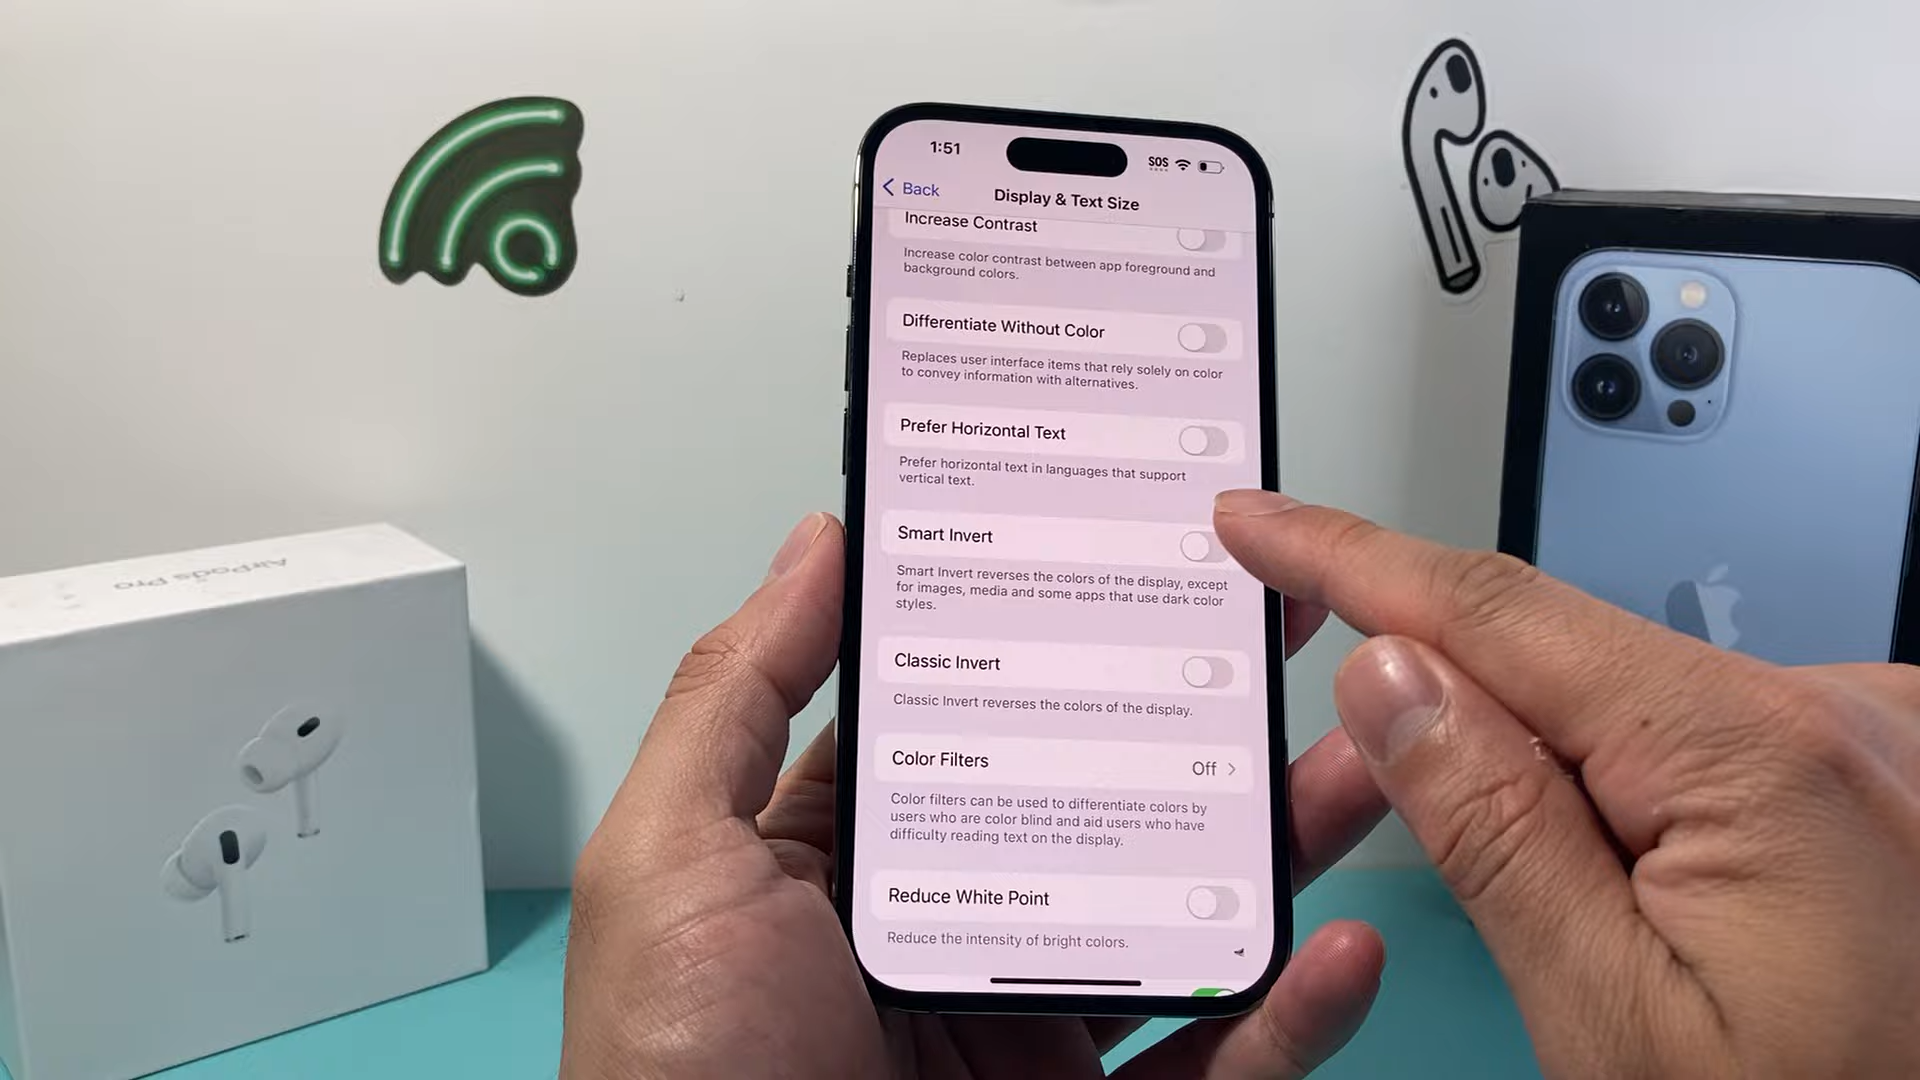 1:51
SOS
Back
Display & Text Size
Increase Contrast
Increase color contrast between app foreground and
background colors.
Differentiate Without Color
Replaces user interface items that rely solely on color
to convey information with alternatives.
Prefer Horizontal Text
Prefer horizontal text in languages that support
vertical text.
Smart Invert
Smart Invert reverses the colors of the display, except
for images, media and some apps that use dark color
styles.
Classic Invert
Classic Invert reverses the colors of the display.
Color Filters
Off
Color filters can be used to differentiate colors by
users who are color blind and aid users who have
difficulty reading text on the display.
Reduce White Point
Reduce the intensity of bright colors.
AirPods Pro